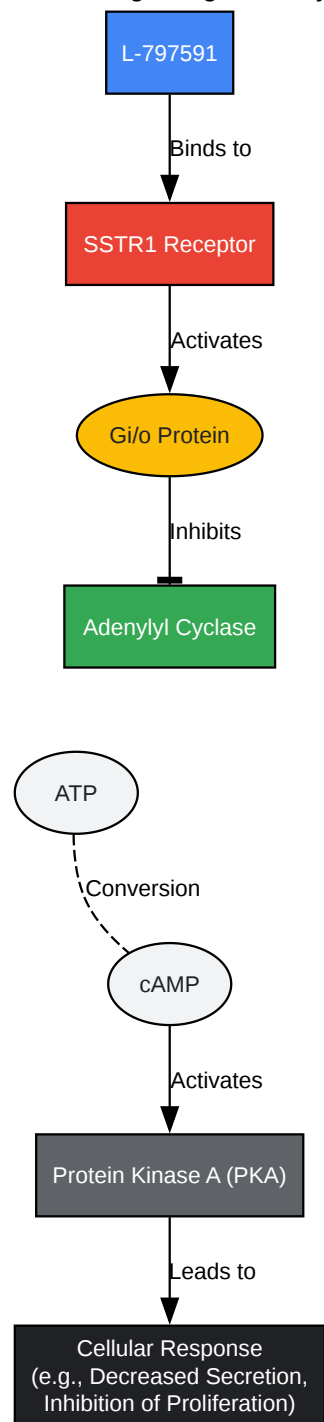 L-797591
Binds to
SSTR1 Receptor
Activates
Gi/o Protein
Inhibits
Adenylyl Cyclase
ATP
Conversion
cAMP
Activates
Protein Kinase A (PKA)
Leads to
Cellular Response
(e.g., Decreased Secretion,
Inhibition of Proliferation)